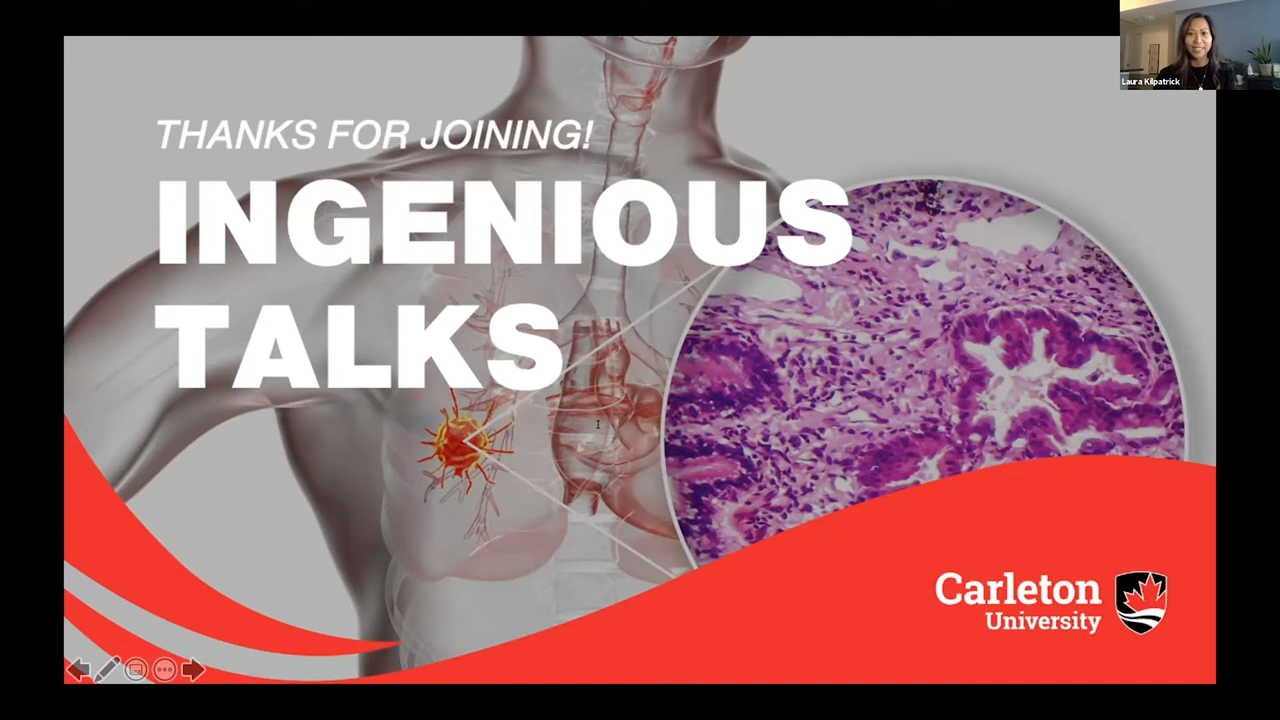 Laura Kilpatrick
THANKS FOR JOINING!
INGENIOUS
TALKS
Carleton
University